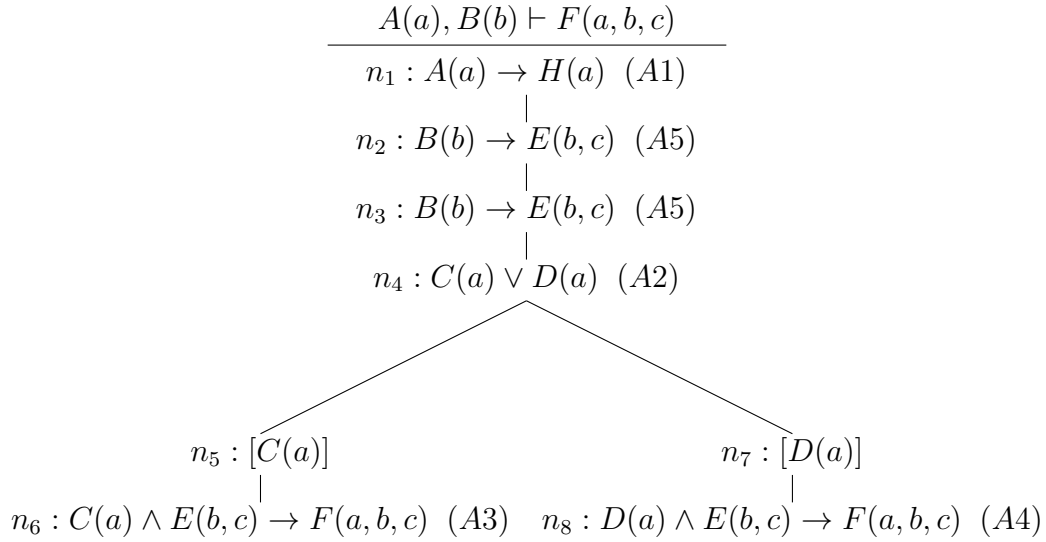 A(a), B(b) ⊢ F(a, b, c)
n₁ : A(a) → H(a) (A1)
n₂ : B(b) → E(b, c) (A5)
n₃ : B(b) → E(b, c) (A5)
n₄ : C(a) ∨ D(a) (A2)
n₅ : [C(a)] n₇ : [D(a)]
n₆ : C(a) ∧ E(b, c) → F(a, b, c) (A3) n₈ : D(a) ∧ E(b, c) → F(a, b, c) (A4)